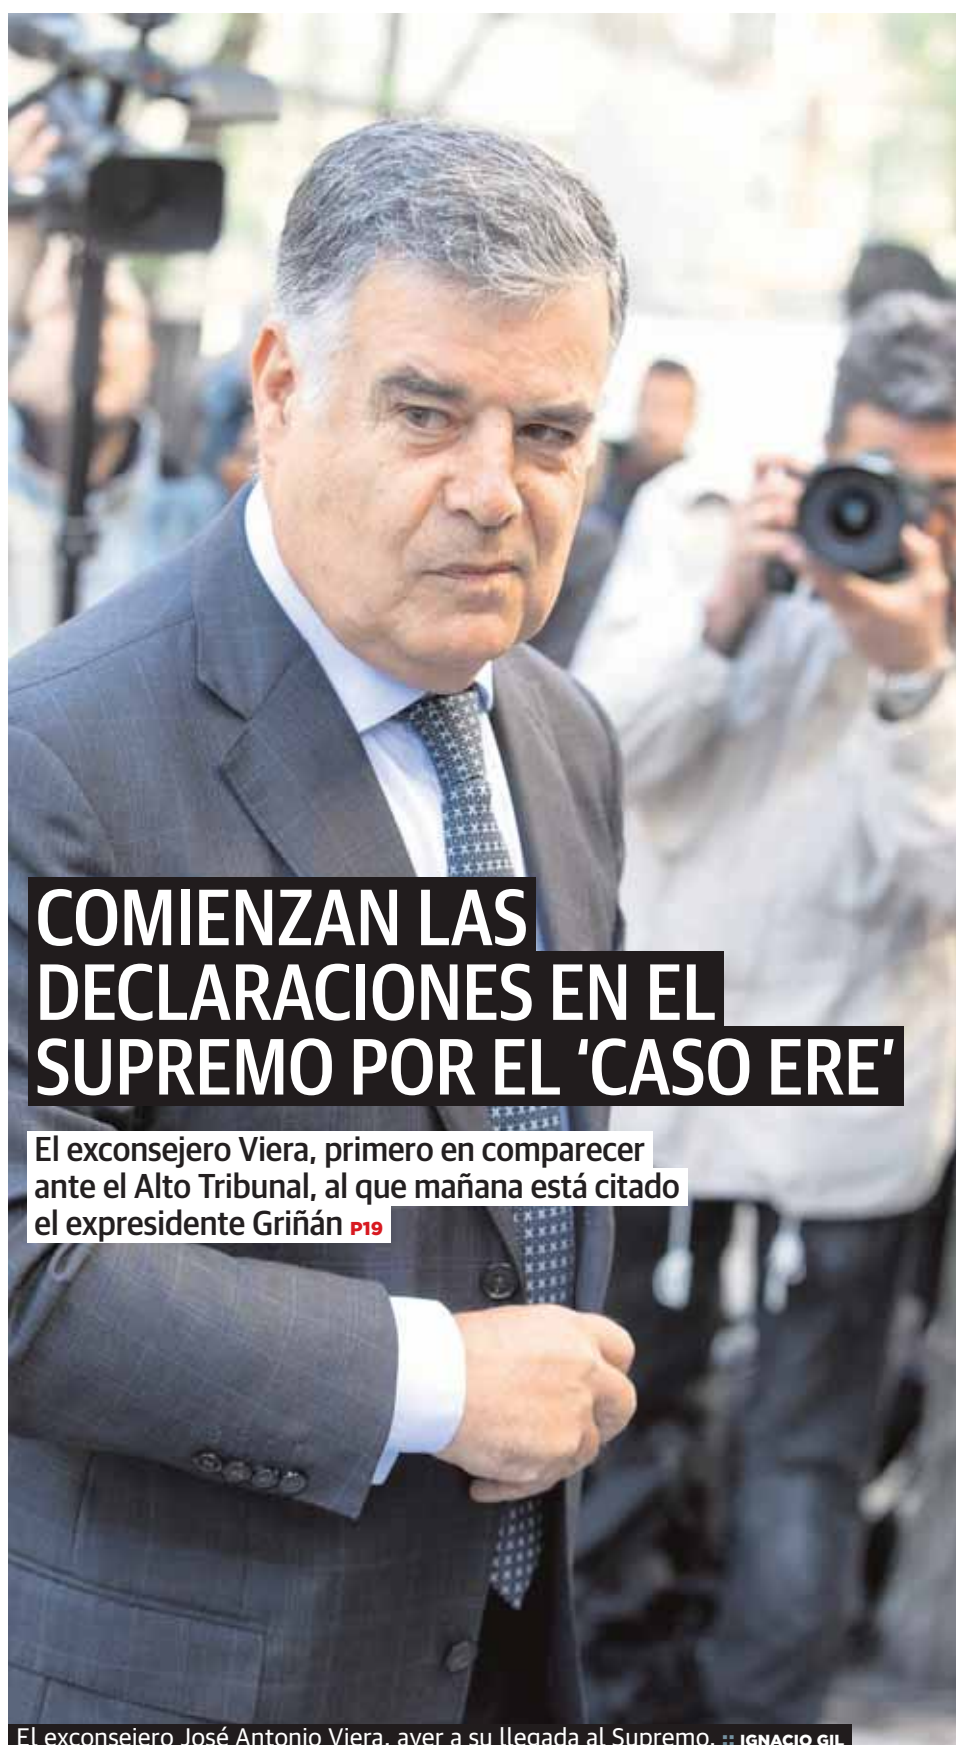 COMIENZAN LAS
DECLARACIONES EN EL
SUPREMO POR EL ‘CASO ERE’
El exconsejero Viera, primero en comparecer
ante el Alto Tribunal, al que mañana está citado
el expresidente Griñán P19
El exconsejero José Antonio Viera, ayer a su llegada al Supremo. :: IGNACIO GIL